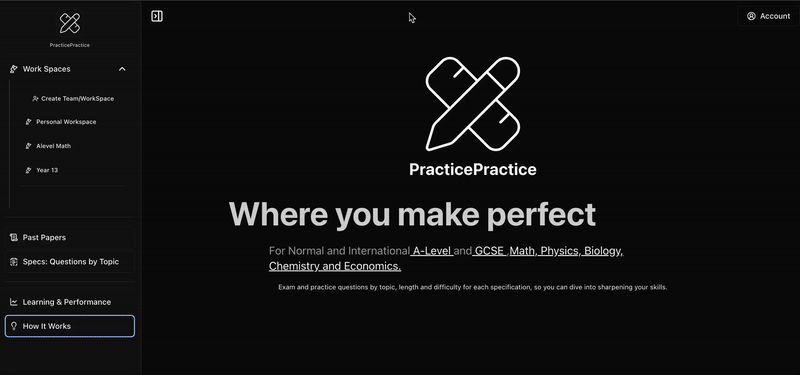 PracticePractice
Work Spaces
Create Team/WorkSpace
Personal Workspace
Alevel Math
Year 13
Past Papers
Specs: Questions by Topic
Learning & Performance
How It Works
Account
PracticePractice
Where you make perfect
For Normal and International A-Level and GCSE ,Math, Physics, Biology,
Chemistry and Economics.
Exam and practice questions by topic, length and difficulty for each specification, so you can dive into sharpening your skills.